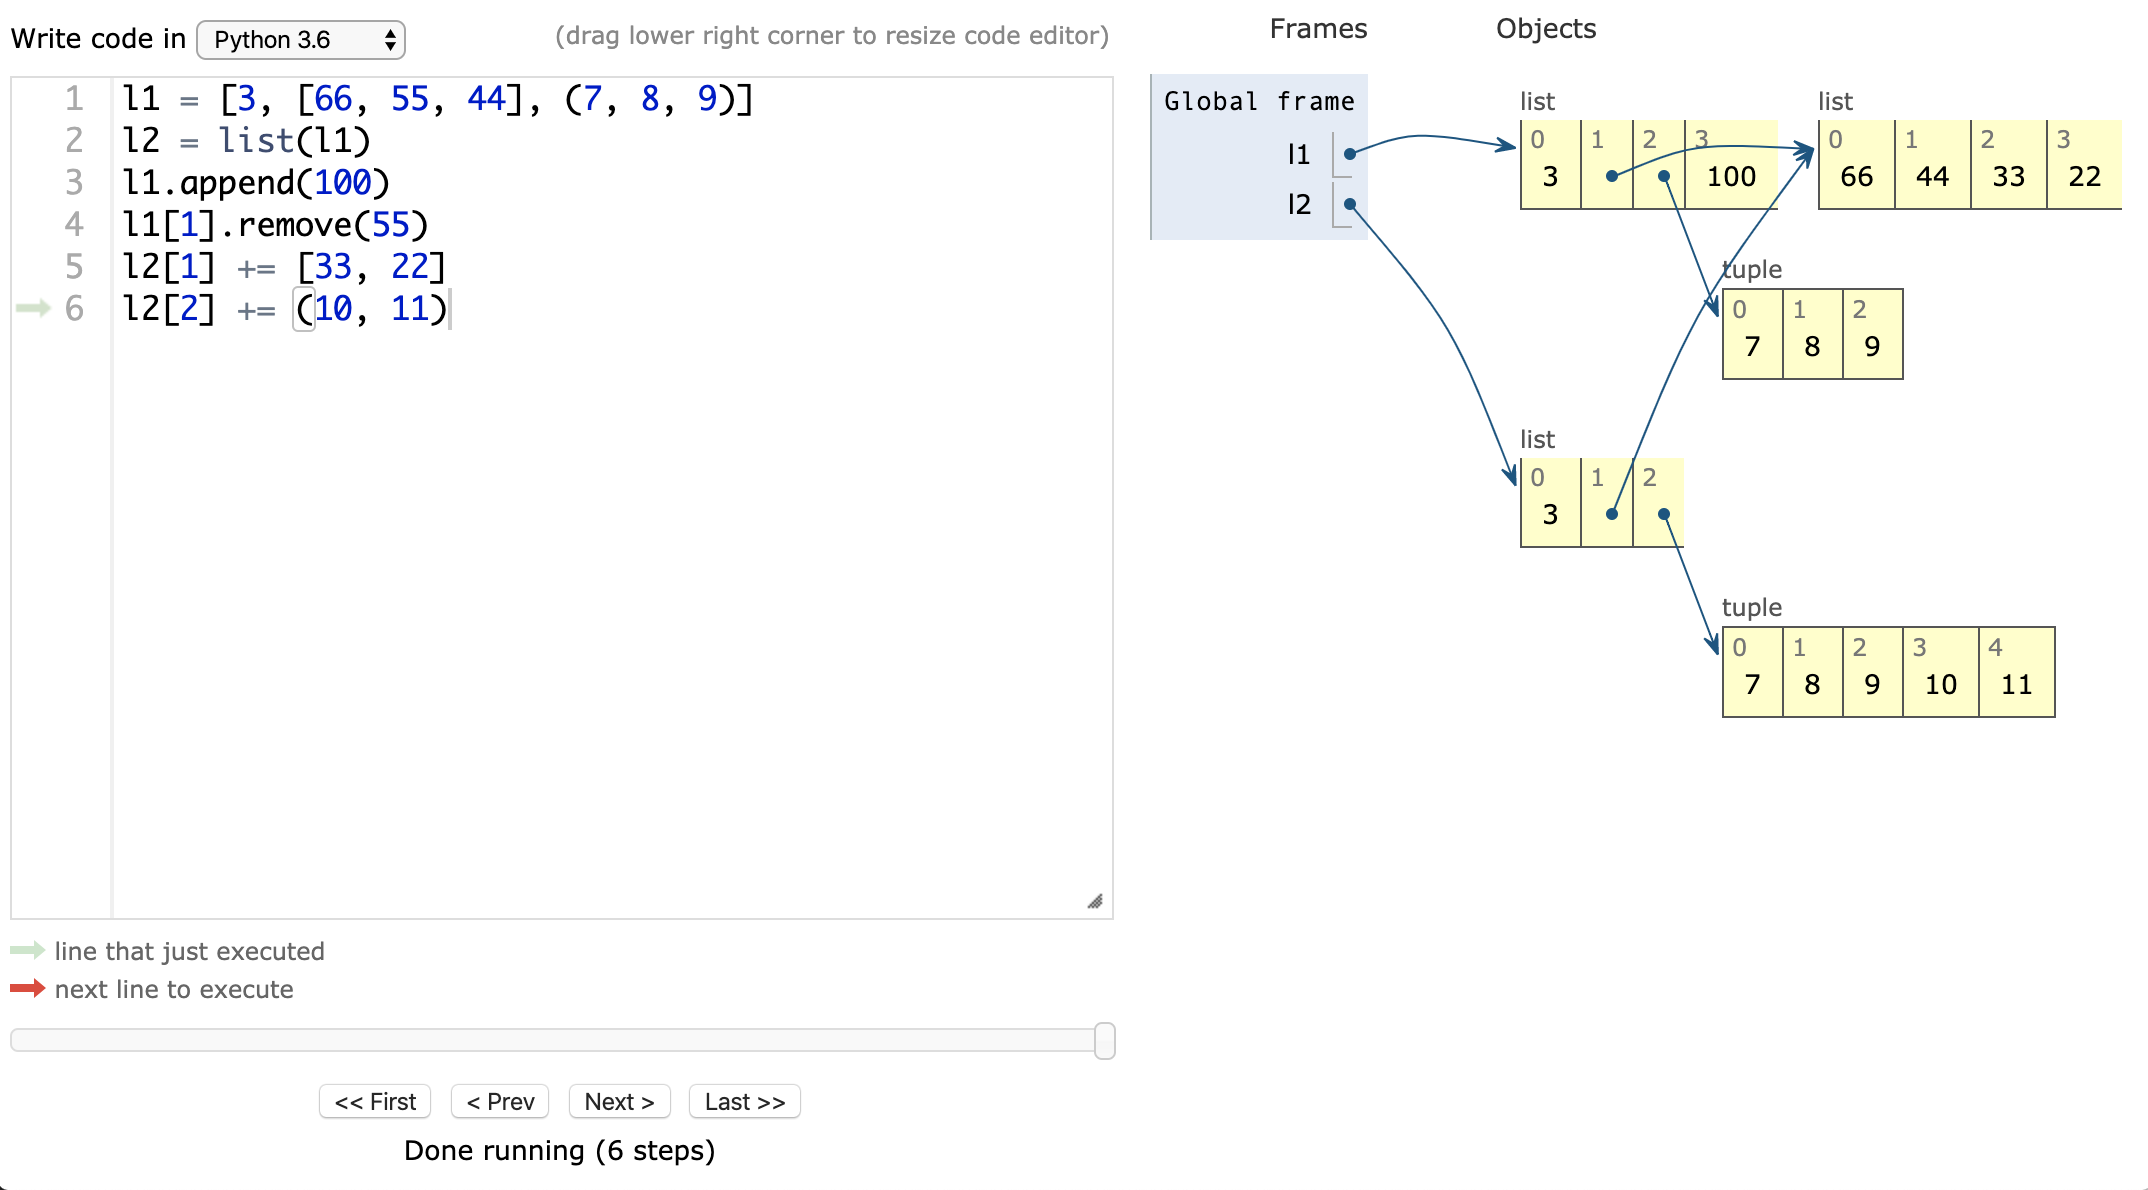 Write code in Python 3.6 (drag lower right corner to resize code editor)
1 l1 = [3, [66, 55, 44], (7, 8, 9)]
2 l2 = list(l1)
3 l1.append(100)
4 l1[1].remove(55)
5 l2[1] += [33, 22]
6 l2[2] += (10, 11)
line that just executed
next line to execute
<< First < Prev Next > Last >>
Done running (6 steps)
Frames Objects
Global frame
l1
l2
list
0 1 2 3
3 100
list
0 1 2 3
66 44 33 22
tuple
0 1 2
7 8 9
list
0 1 2
3
tuple
0 1 2 3 4
7 8 9 10 11